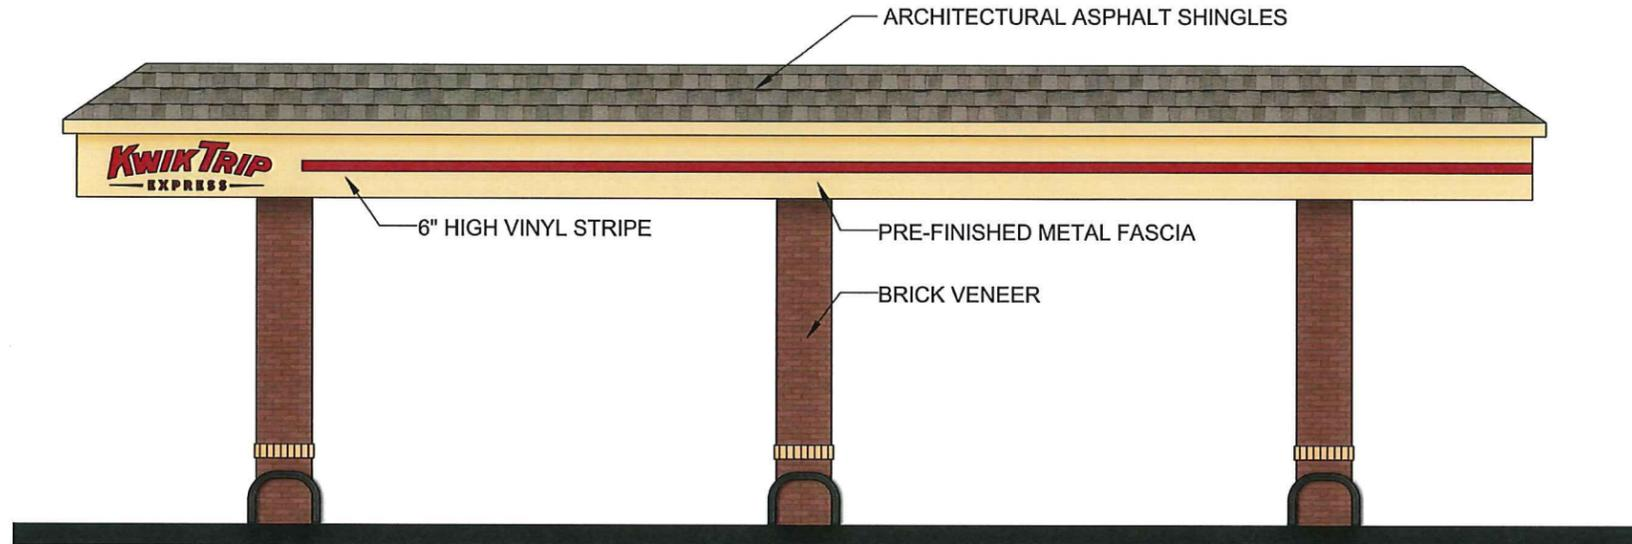 ARCHITECTURAL ASPHALT SHINGLES
KWIK TRIP
EXPRESS
6" HIGH VINYL STRIPE
PRE-FINISHED METAL FASCIA
BRICK VENEER